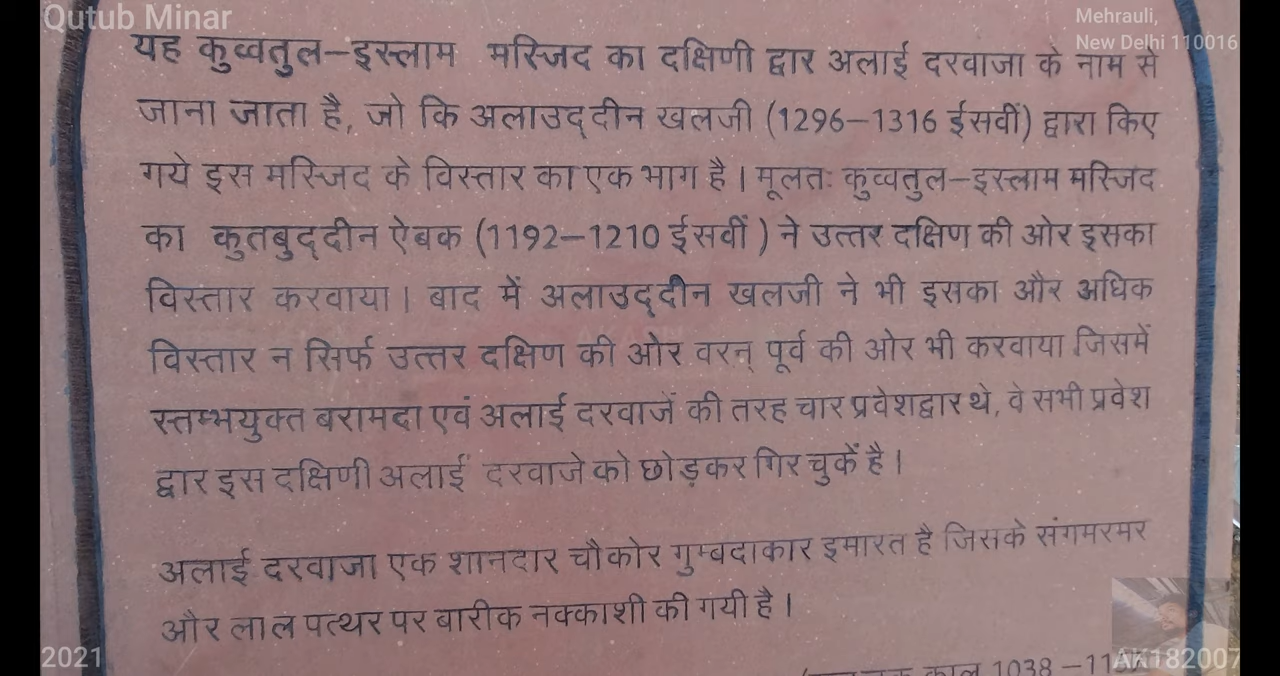 Qutub Minar
Mehrauli,
New Delhi 110016
यह कुव्वतुल-इस्लाम मस्जिद का दक्षिणी द्वार अलाई दरवाजा के नाम से
जाना जाता है, जो कि अलाउद्दीन खलजी (1296-1316 ईसवीं) द्वारा किए
गये इस मस्जिद के विस्तार का एक भाग है। मूलतः कुव्वतुल-इस्लाम मस्जिद
का कुतबुद्दीन ऐबक (1192-1210 ईसवीं ) ने उत्तर दक्षिण की ओर इसका
विस्तार करवाया। बाद में अलाउद्दीन खलजी ने भी इसका और अधिक
विस्तार न सिर्फ उत्तर दक्षिण की ओर वरन् पूर्व की ओर भी करवाया जिसमें
स्तम्भयुक्त बरामदा एवं अलाई दरवाजें की तरह चार प्रवेशद्वार थे, वे सभी प्रवेश
द्वार इस दक्षिणी अलाई दरवाजे को छोड़कर गिर चुकें है।
अलाई दरवाजा एक शानदार चौकोर गुम्बदाकार इमारत है जिसके संगमरमर
और लाल पत्थर पर बारीक नक्काशी की गयी है।
काल 1038
2021
AK182007